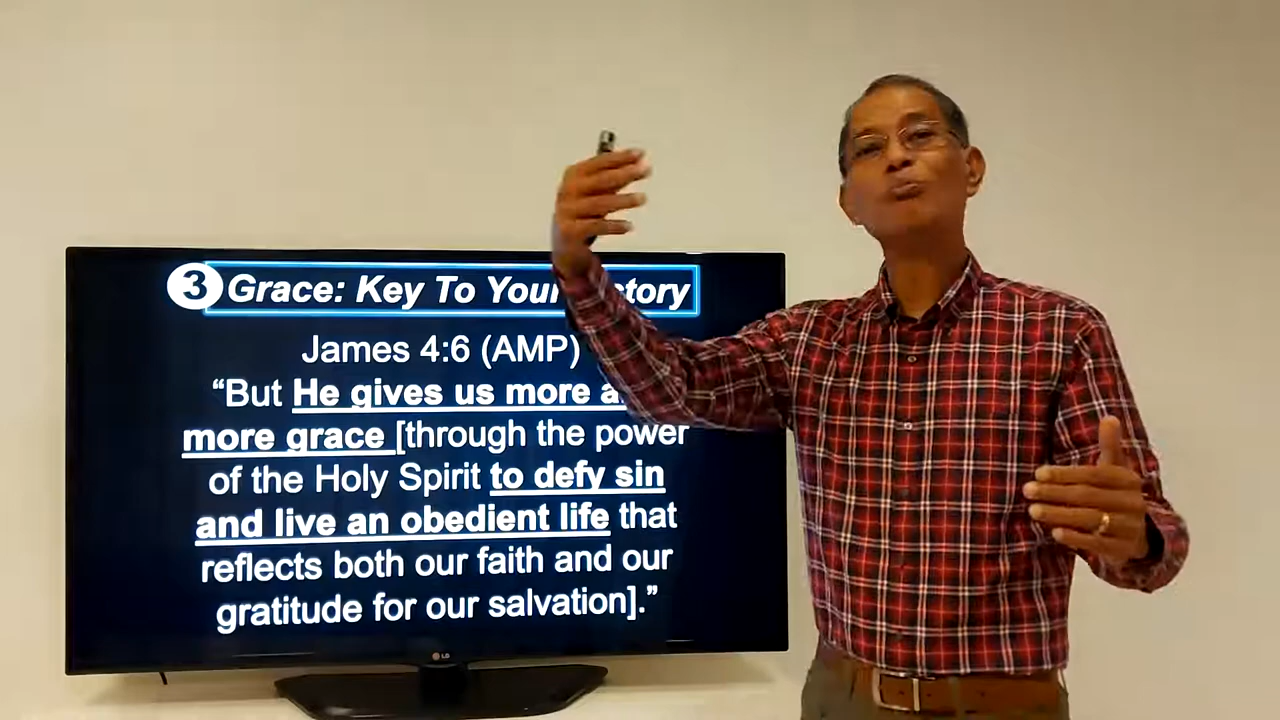 3 Grace: Key To Your
James 4:6 (AMP)
“But He gives us more
more grace [through the power
of the Holy Spirit to defy sin
and live an obedient life that
reflects both our faith and our
gratitude for our salvation].”
LG